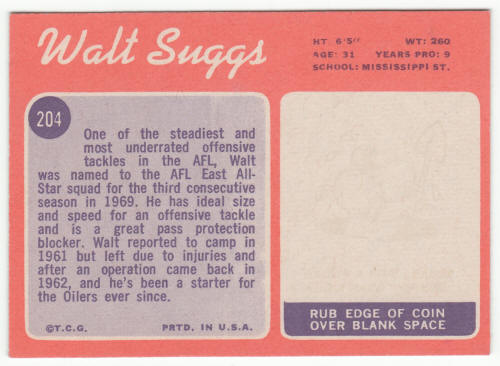 Walt Suggs
HT: 6'5" WT: 260
AGE: 31 YEARS PRO: 9
SCHOOL: MISSISSIPPI ST.
204
One of the steadiest and
most underrated offensive
tackles in the AFL, Walt
was named to the AFL East All-
Star squad for the third consecutive
season in 1969. He has ideal size
and speed for an offensive tackle
and is a great pass protection
blocker. Walt reported to camp in
1961 but left due to injuries and
after an operation came back in
1962, and he's been a starter for
the Oilers ever since.
©T.C.G. PRTD. IN U.S.A.
RUB EDGE OF COIN
OVER BLANK SPACE